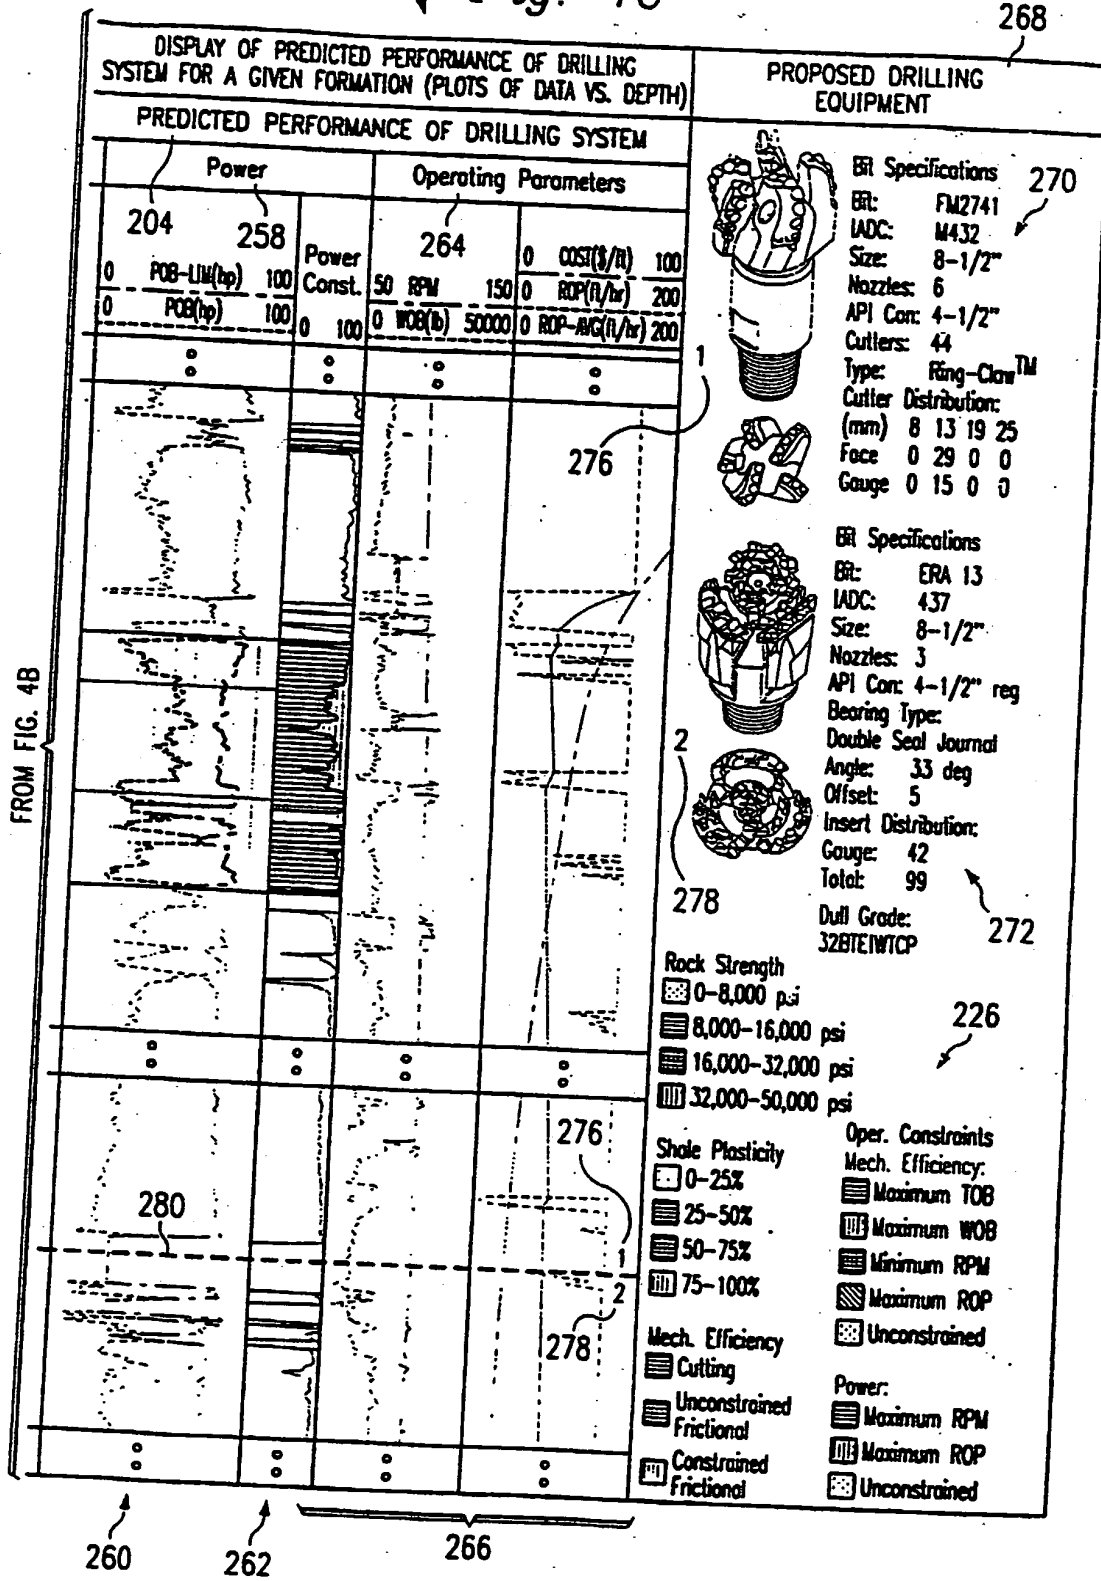 268
DISPLAY OF PREDICTED PERFORMANCE OF DRILLING
SYSTEM FOR A GIVEN FORMATION (PLOTS OF DATA VS. DEPTH)
PROPOSED DRILLING
EQUIPMENT
PREDICTED PERFORMANCE OF DRILLING SYSTEM
Power
Operating Parameters
204
258
264
0 POB-LIM(hp) 100
0 POB(hp) 100
Power
Const.
0 100
50 RPM 150
0 WOB(lb) 50000
0 COST($/ft) 100
0 ROP(ft/hr) 200
0 ROP-AVG(ft/hr) 200
Bit Specifications
270
Bit: FM2741
IADC: M432
Size: 8-1/2"
Nozzles: 6
API Con: 4-1/2"
Cutters: 44
Type: Ring-Claw™
Cutter Distribution:
(mm) 8 13 19 25
Face 0 29 0 0
Gauge 0 15 0 0
1
276
FROM FIG. 4B
Bit Specifications
Bit: ERA 13
IADC: 437
Size: 8-1/2"
Nozzles: 3
API Con: 4-1/2" reg
Bearing Type:
Double Seal Journal
Angle: 33 deg
Offset: 5
Insert Distribution:
Gauge: 42
Total: 99
2
278
272
Dull Grade:
32BTEIWTCP
Rock Strength
0-8,000 psi
8,000-16,000 psi
16,000-32,000 psi
32,000-50,000 psi
226
Shale Plasticity
0-25%
25-50%
50-75%
75-100%
Oper. Constraints
Mech. Efficiency:
Maximum TOB
Maximum WOB
Minimum RPM
Maximum ROP
Unconstrained
276
280
1
2
278
Mech. Efficiency
Cutting
Unconstrained
Frictional
Constrained
Frictional
Power:
Maximum RPM
Maximum ROP
Unconstrained
260
262
266